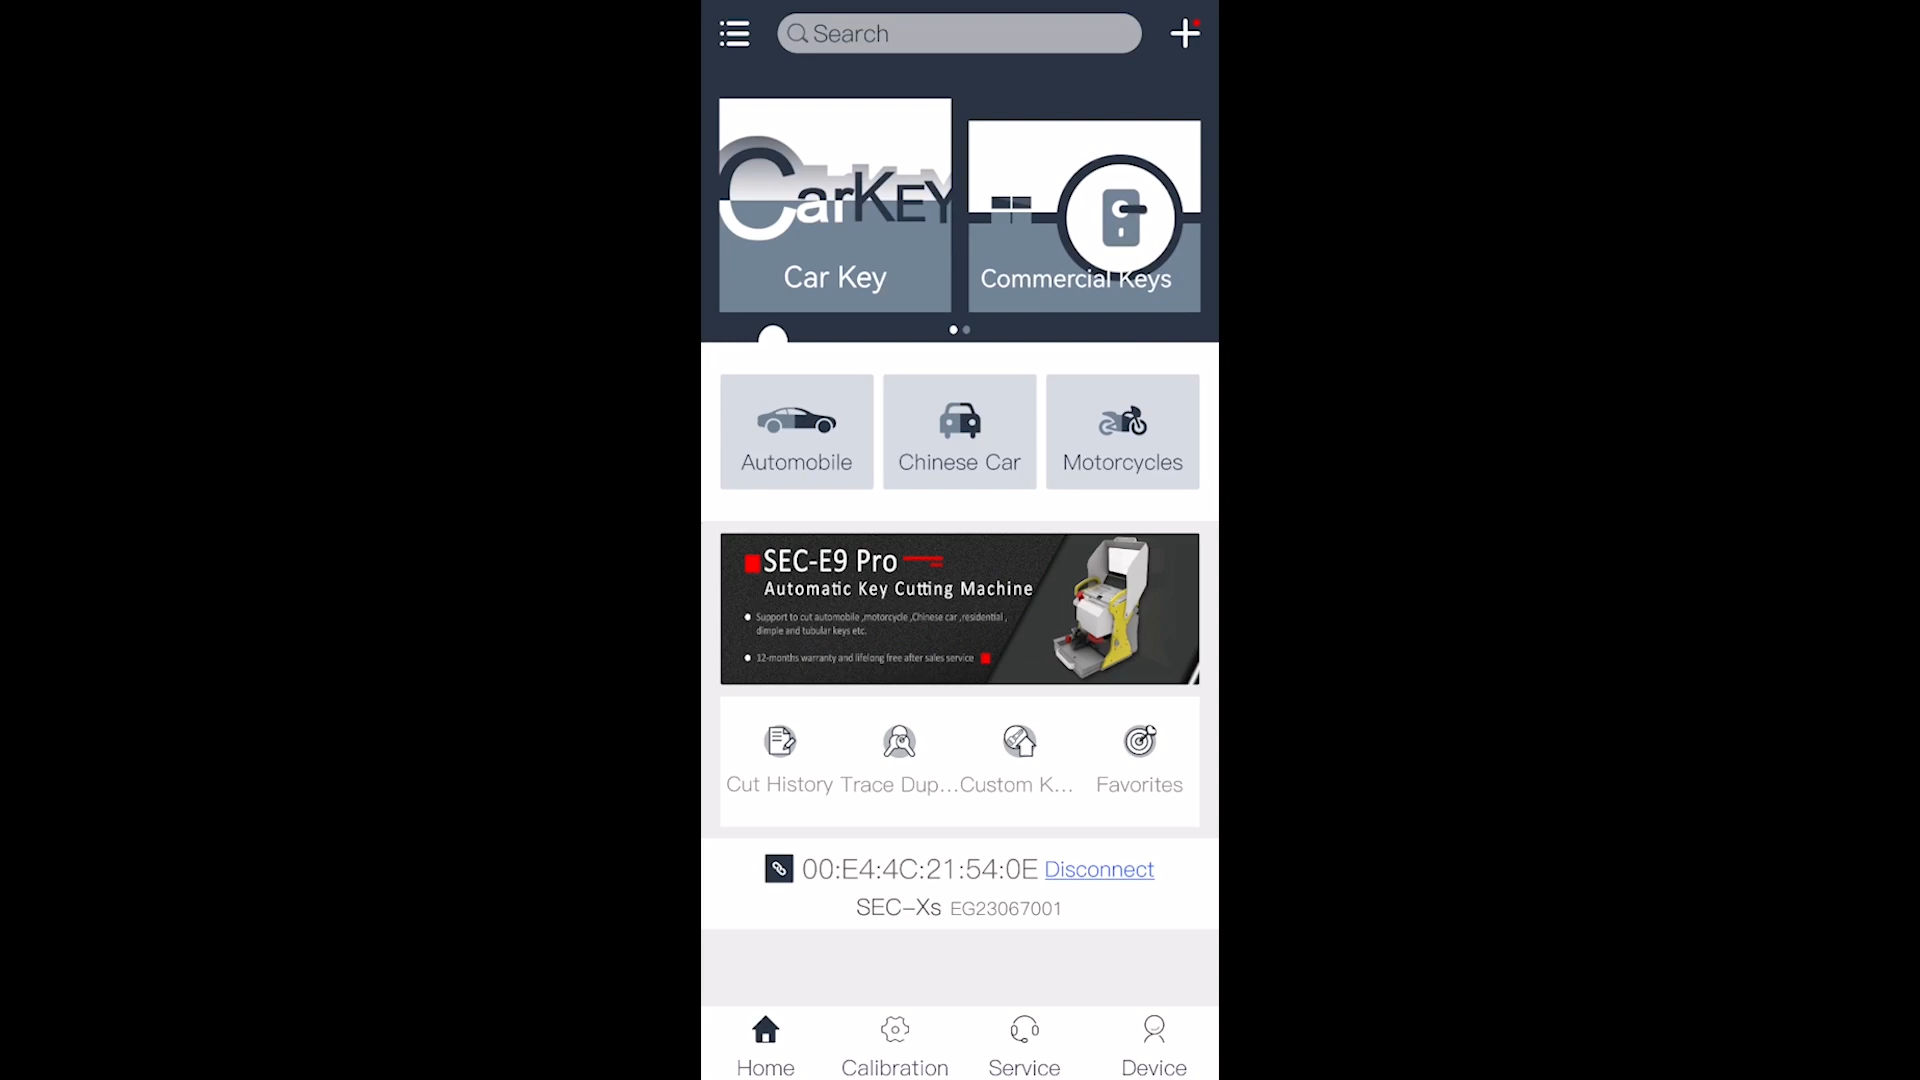 Search
CarKEY
Car Key
Commercial Keys
Automobile
Chinese Car
Motorcycles
SEC-E9 Pro
Automatic Key Cutting Machine
Support to cut automobile ,motorcycle ,Chinese car ,residential ,
dimple and tubular keys etc.
12-months warranty and lifelong free after sales service
Cut History
Trace Dup...
Custom K...
Favorites
00:E4:4C:21:54:0E Disconnect
SEC-Xs EG23067001
Home
Calibration
Service
Device